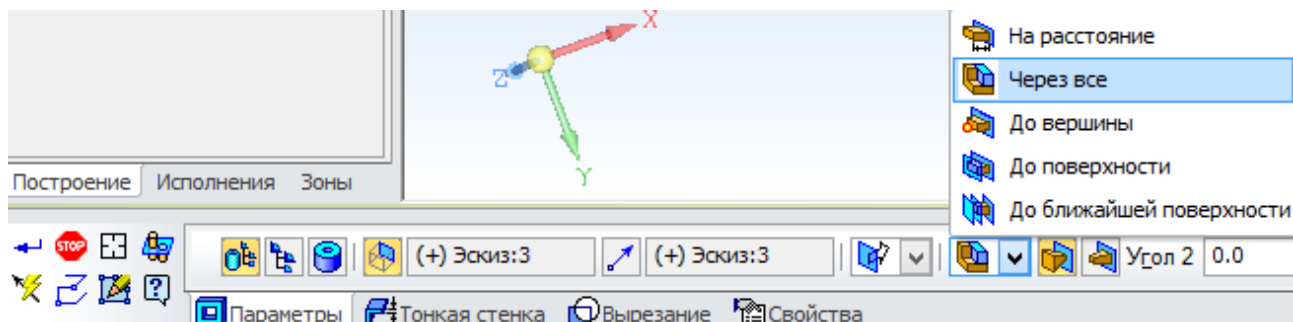 X
Z
Y
На расстояние
Через все
До вершины
До поверхности
До ближайшей поверхности
Построение Исполнения Зоны
STOP (+) Эскиз:3 (+) Эскиз:3 Угол 2 0.0
Параметры Тонкая стенка Вырезание Свойства